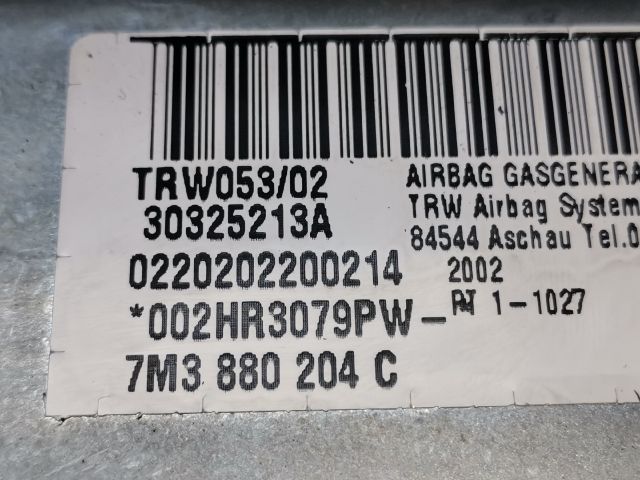 TRW053/02
30325213A
0220202200214
*002HR3079PW-
7M3 880 204 C
AIRBAG GASGENERA
TRW Airbag System
84544 Aschau Tel.0
2002
1-1027